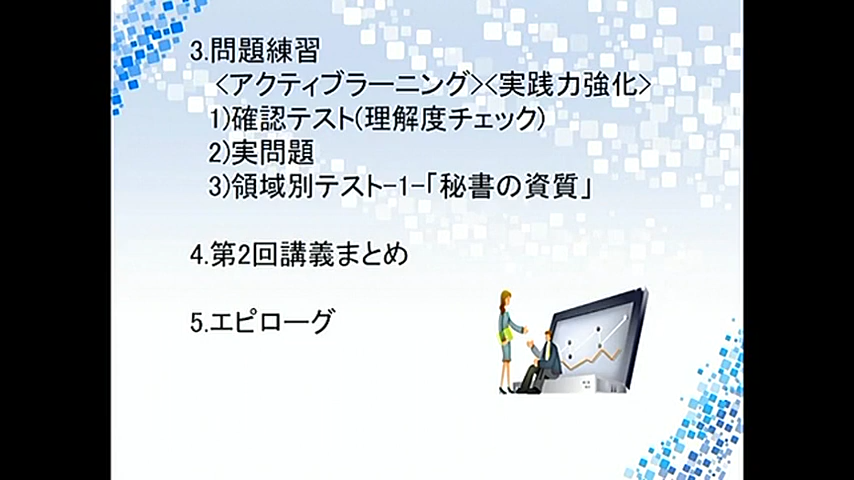 3.問題練習
<アクティブラーニング><実践力強化>
1)確認テスト(理解度チェック)
2)実問題
3)領域別テスト-1-「秘書の資質」
4.第2回講義まとめ
5.エピローグ